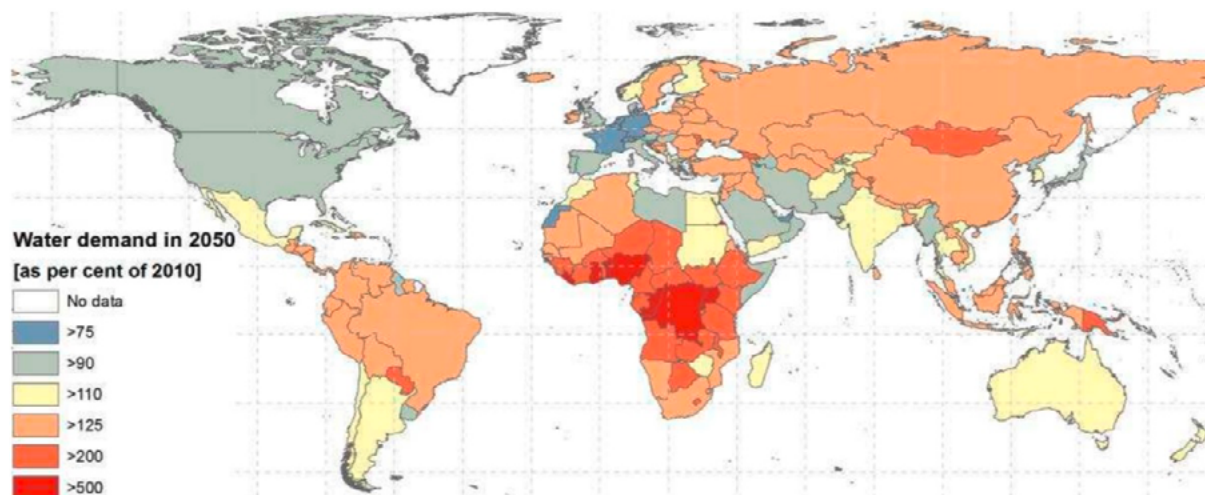 Water demand in 2050
[as per cent of 2010]
No data
>75
>90
>110
>125
>200
>500